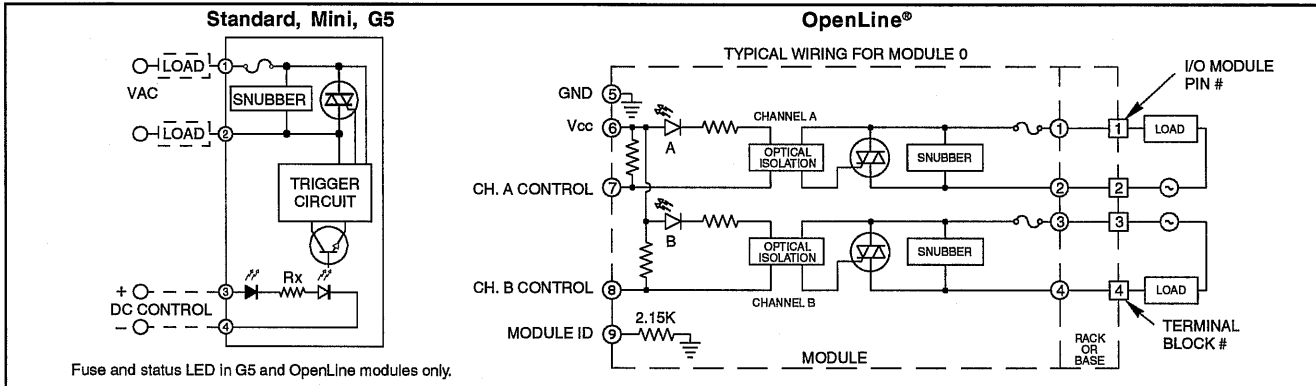 Standard, Mini, G5
LOAD
1
VAC
SNUBBER
LOAD
2
TRIGGER
CIRCUIT
Rx
+
3
DC CONTROL
–
4
Fuse and status LED in G5 and OpenLine modules only.
OpenLine®
TYPICAL WIRING FOR MODULE 0
I/O MODULE
PIN #
GND
5
Vcc
6
A
CHANNEL A
OPTICAL
ISOLATION
SNUBBER
1
1
LOAD
CH. A CONTROL
7
2
2
B
OPTICAL
ISOLATION
SNUBBER
3
3
CH. B CONTROL
8
CHANNEL B
4
4
LOAD
MODULE ID
9
2.15K
MODULE
RACK
OR
BASE
TERMINAL
BLOCK #